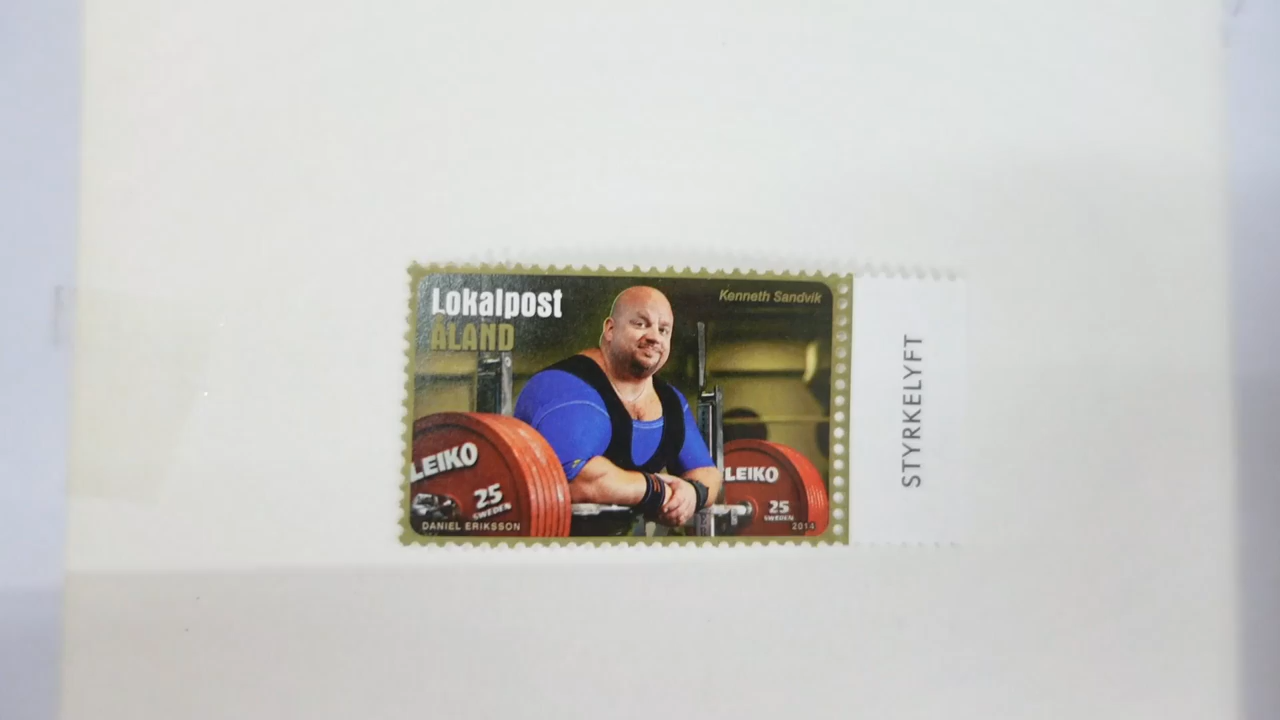 Lokalpost
ÅLAND
Kenneth Sandvik
LEIKO
25
SWEDEN
DANIEL ERIKSSON
LEIKO
25
SWEDEN
2014
STYRKELYFT